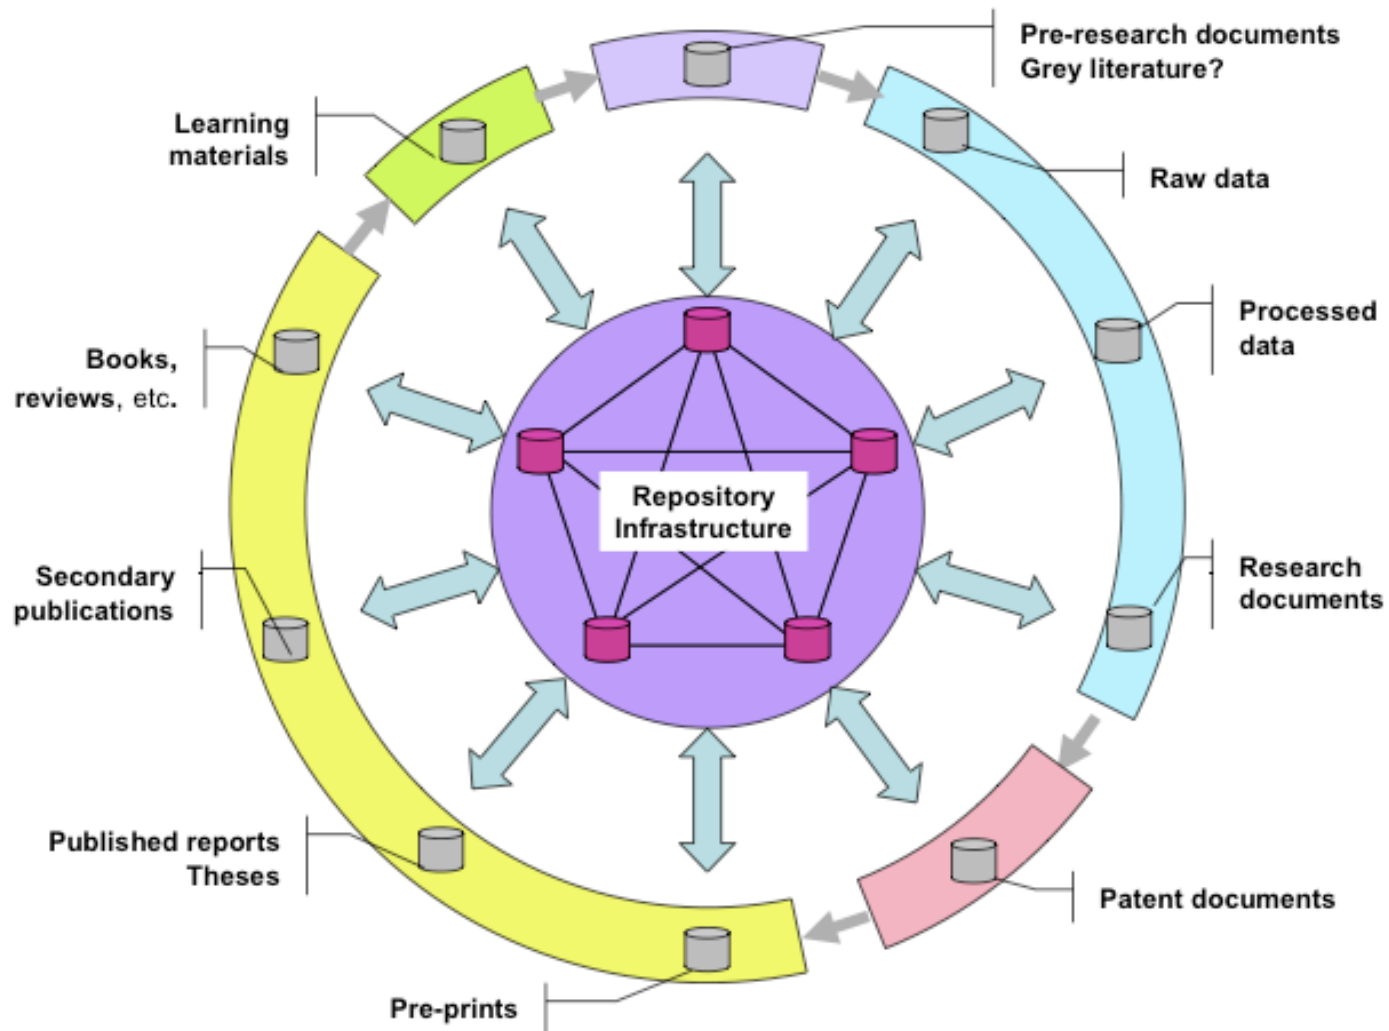 Pre-research documents
Grey literature?
Learning
materials
Raw data
Processed
data
Books,
reviews, etc.
Repository
Infrastructure
Secondary
publications
Research
documents
Published reports
Theses
Patent documents
Pre-prints